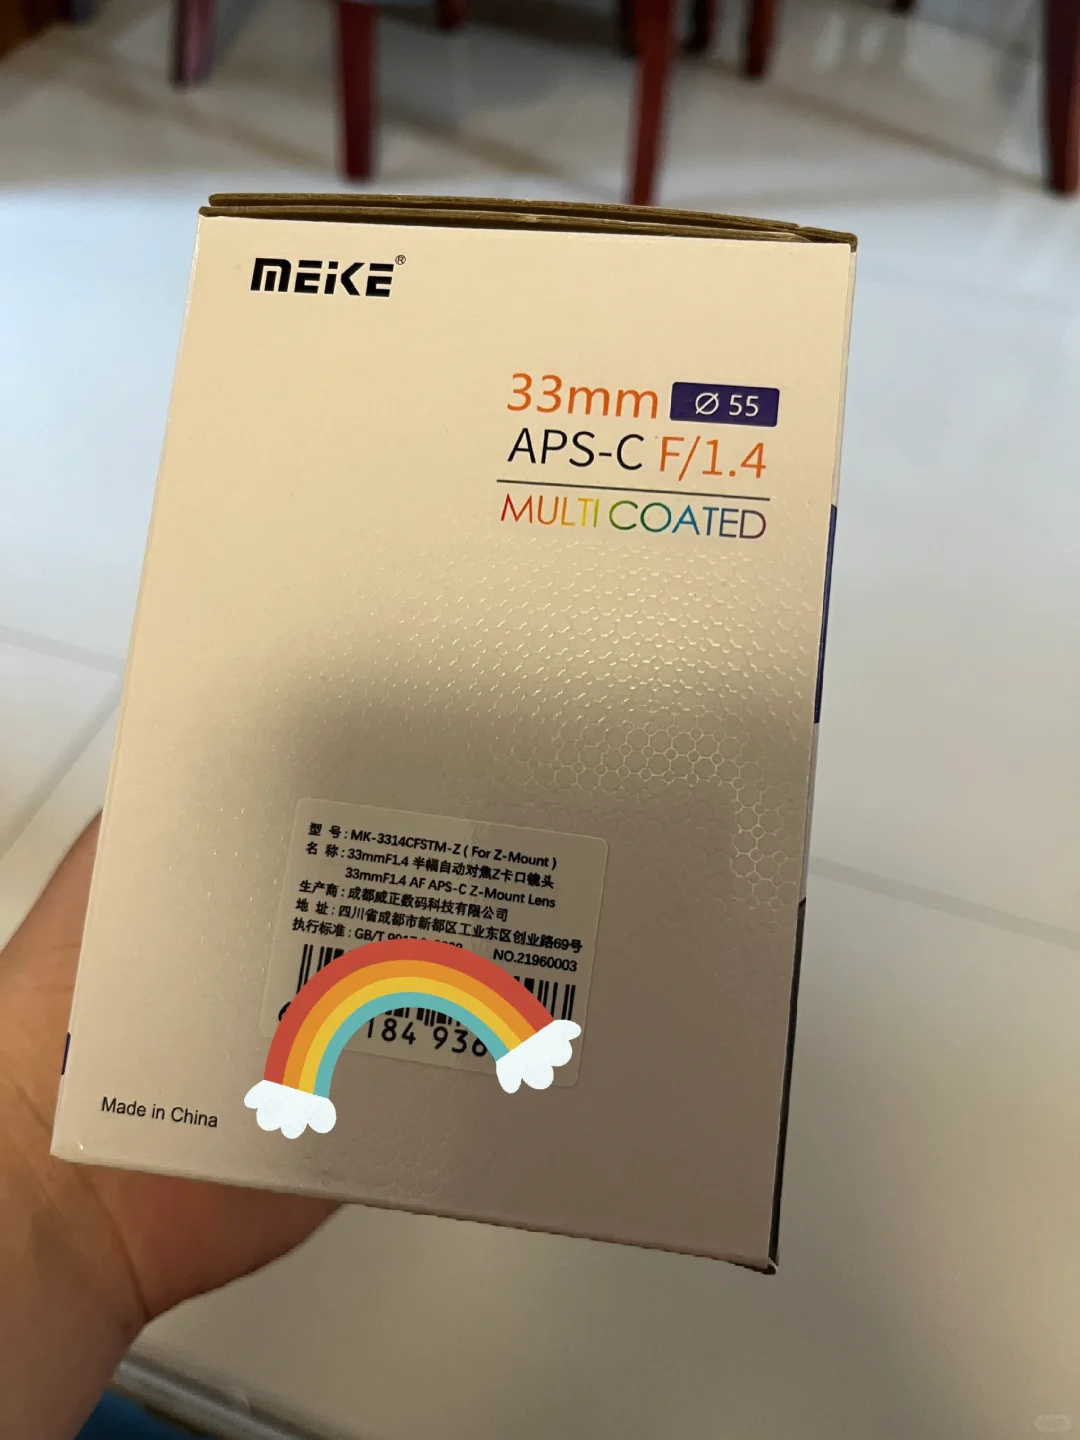 MEiKE®
33mm Ø 55
APS-C F/1.4
MULTI COATED
型 号 : MK-3314CFSTM-Z ( For Z-Mount )
名 称 : 33mmF1.4 半幅自动对焦Z卡口镜头
33mmF1.4 AF APS-C Z-Mount Lens
生产商 : 成都威正数码科技有限公司
地 址 : 四川省成都市新都区工业东区创业路69号
执行标准 : GB/T
NO.21960003
184 936
Made in China